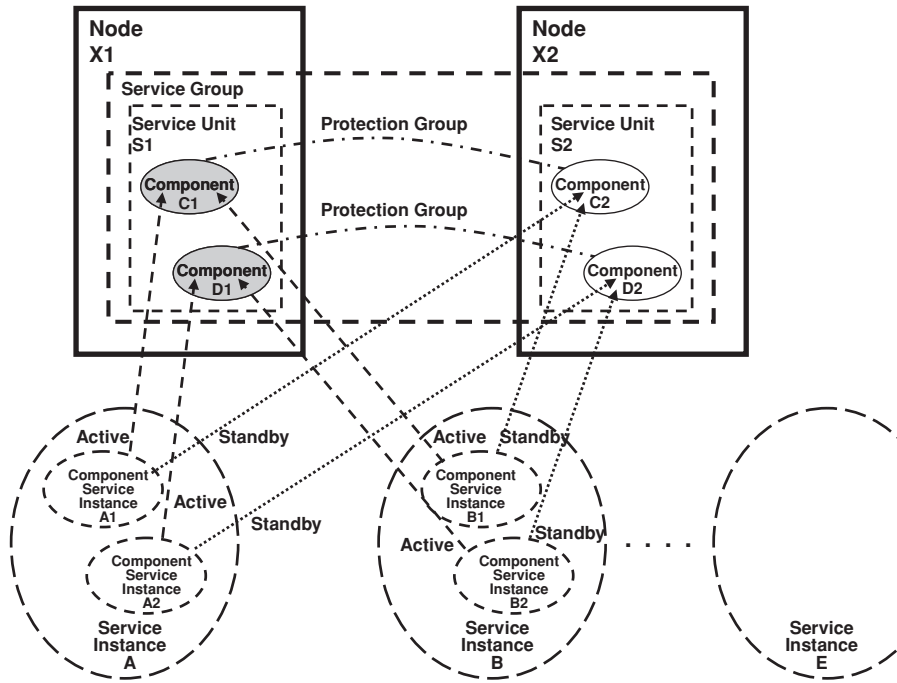 Node
X1
Node
X2
Service Group
Service Unit
S1
Protection Group
Service Unit
S2
Component
C1
Component
C2
Protection Group
Component
D1
Component
D2
Active
Standby
Active
Standby
Component
Service
Instance
A1
Active
Standby
Component
Service
Instance
B1
Active
Standby
Component
Service
Instance
A2
Component
Service
Instance
B2
. . . . .
Service
Instance
A
Service
Instance
B
Service
Instance
E